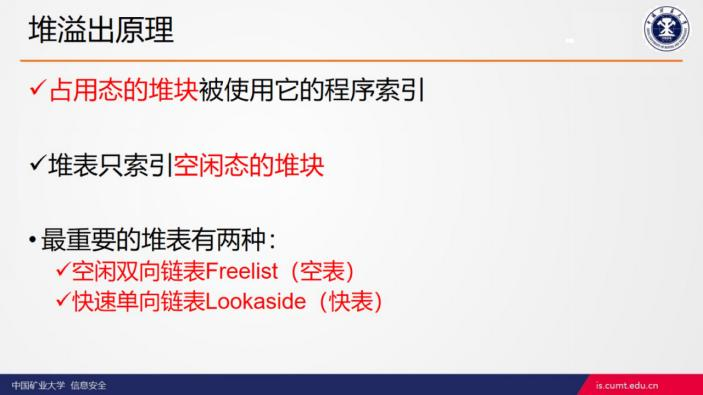 堆溢出原理
✓占用态的堆块被使用它的程序索引
✓堆表只索引空闲态的堆块
•最重要的堆表有两种：
✓空闲双向链表Freelist（空表）
✓快速单向链表Lookaside（快表）
中国矿业大学 信息安全
is.cumt.edu.cn